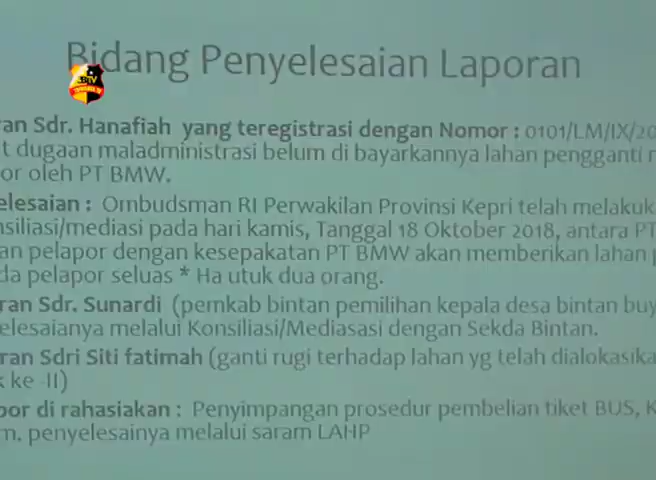 Bidang Penyelesaian Laporan
ran Sdr. Hanafiah yang teregistrasi dengan Nomor : 0101/LM/IX/20
t dugaan maladministrasi belum di bayarkannya lahan pengganti
or oleh PT BMW.
elesaian : Ombudsman RI Perwakilan Provinsi Kepri telah melakuk
nsiliasi/mediasi pada hari kamis, Tanggal 18 Oktober 2018, antara PT
an pelapor dengan kesepakatan PT BMW akan memberikan lahan p
da pelapor seluas * Ha utuk dua orang.
ran Sdr. Sunardi (pemkab bintan pemilihan kepala desa bintan buy
elesaianya melalui Konsiliasi/Mediasasi dengan Sekda Bintan.
ran Sdri Siti fatimah (ganti rugi terhadap lahan yg telah dialokasika
k ke -II)
por di rahasiakan : Penyimpangan prosedur pembelian tiket BUS, K
m, penyelesainya melalui saram LAHP